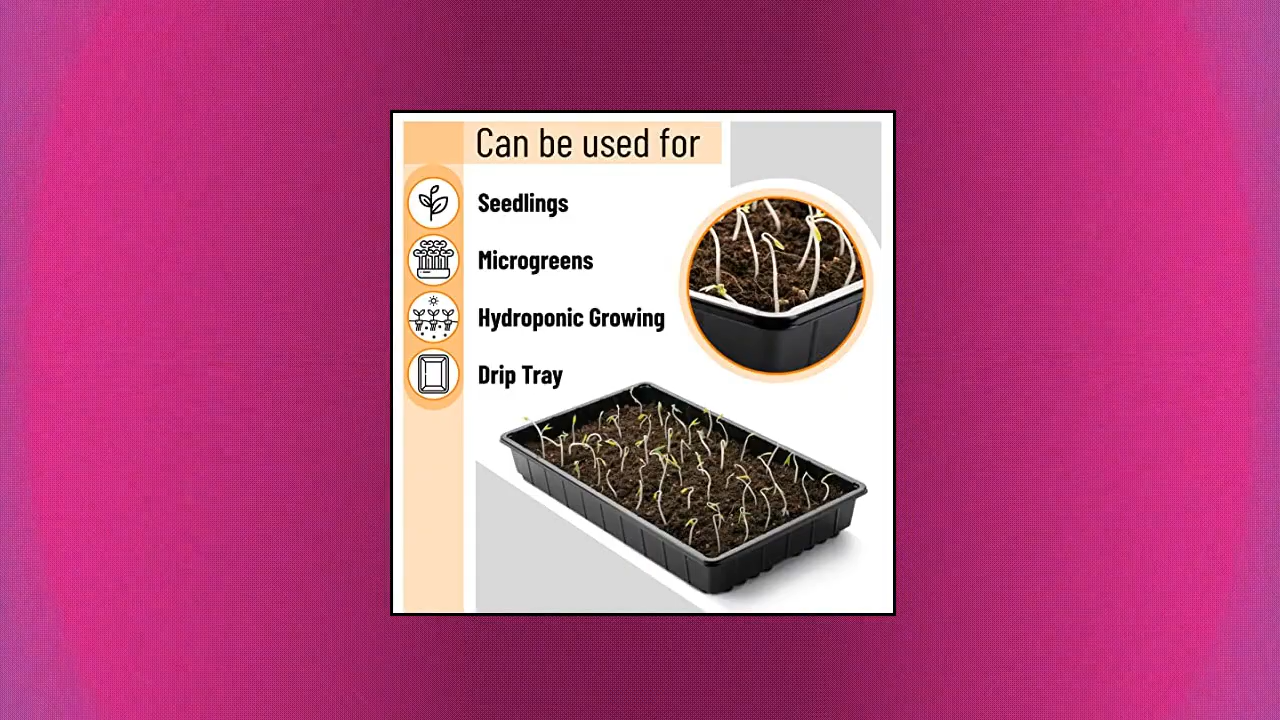 Can be used for
Seedlings
Microgreens
Hydroponic Growing
Drip Tray